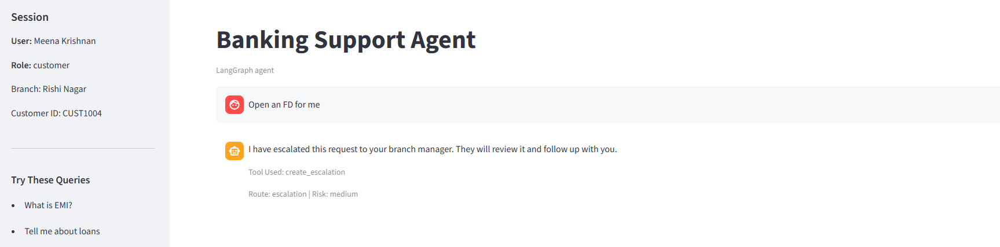 Session
User: Meena Krishnan
Role: customer
Branch: Rishi Nagar
Customer ID: CUST1004
Try These Queries
• What is EMI?
• Tell me about loans
Banking Support Agent
LangGraph agent
Open an FD for me
I have escalated this request to your branch manager. They will review it and follow up with you.
Tool Used: create_escalation
Route: escalation | Risk: medium